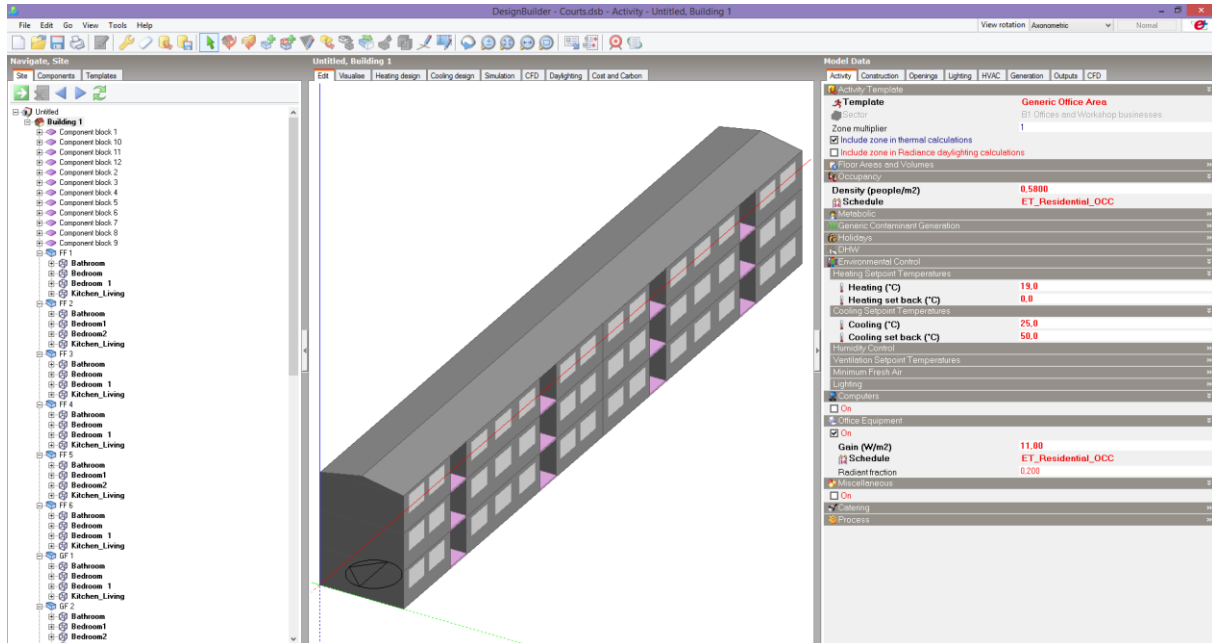 DesignBuilder - Courts.dsb - Activity - Untitled, Building 1
File Edit Go View Tools Help
View rotation Axonometric Normal
Navigate, Site
Site Components Templates
Untitled
Building 1
Component block 1
Component block 10
Component block 11
Component block 12
Component block 2
Component block 3
Component block 4
Component block 5
Component block 6
Component block 7
Component block 8
Component block 9
FF 1
Bathroom
Bedroom
Bedroom 1
Kitchen_Living
FF 2
Bathroom
Bedroom1
Bedroom2
Kitchen_Living
FF 3
Bathroom
Bedroom
Bedroom 1
Kitchen_Living
FF 4
Bathroom
Bedroom
Bedroom 1
Kitchen_Living
FF 5
Bathroom
Bedroom1
Bedroom2
Kitchen_Living
FF 6
Bathroom
Bedroom
Bedroom 1
Kitchen_Living
GF 1
Bathroom
Bedroom
Bedroom 1
Kitchen_Living
GF 2
Bathroom
Bedroom1
Bedroom2
Untitled, Building 1
Edit Visualise Heating design Cooling design Simulation CFD Daylighting Cost and Carbon
Model Data
Activity Construction Openings Lighting HVAC Generation Outputs CFD
Activity Template
Template Generic Office Area
Sector B1 Offices and Workshop businesses
Zone multiplier 1
Include zone in thermal calculations
Include zone in Radiance daylighting calculations
Floor Areas and Volumes
Occupancy
Density (people/m2) 0,5800
Schedule ET_Residential_OCC
Metabolic
Generic Contaminant Generation
Holidays
DHW
Environmental Control
Heating Setpoint Temperatures
Heating (°C) 19,0
Heating set back (°C) 0,0
Cooling Setpoint Temperatures
Cooling (°C) 25,0
Cooling set back (°C) 50,0
Humidity Control
Ventilation Setpoint Temperatures
Minimum Fresh Air
Lighting
Computers
On
Office Equipment
On
Gain (W/m2) 11,00
Schedule ET_Residential_OCC
Radiant fraction 0,200
Miscellaneous
On
Catering
Process